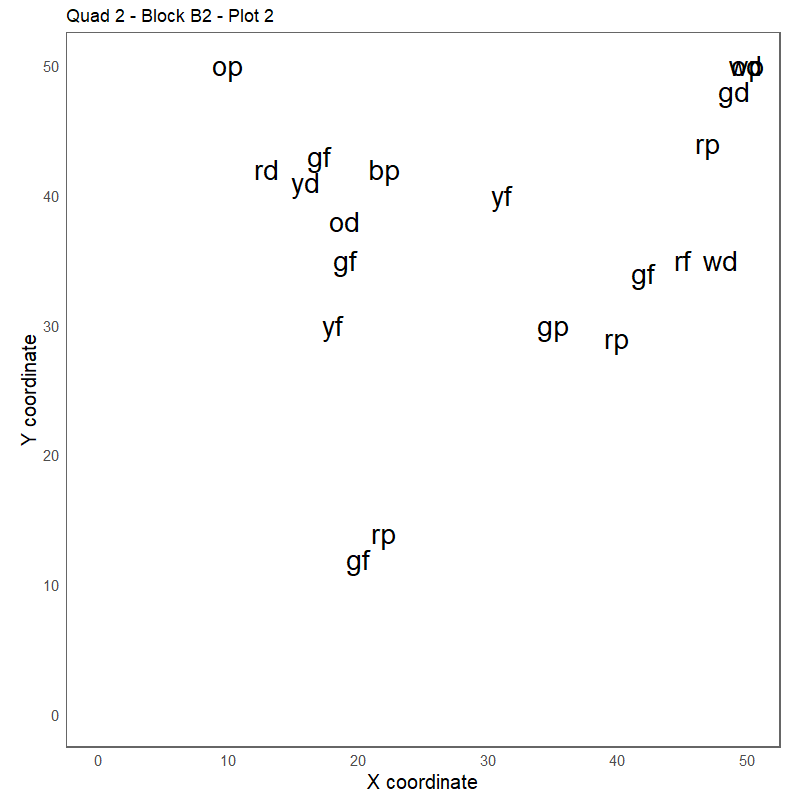 Quad 2 - Block B2 - Plot 2
50
op
gd
rp
gf
rd
bp
yd
40
yf
od
gf
rf
wd
gf
30
yf
gp
rp
Y coordinate
20
rp
gf
10
0
0 10 20 30 40 50
X coordinate